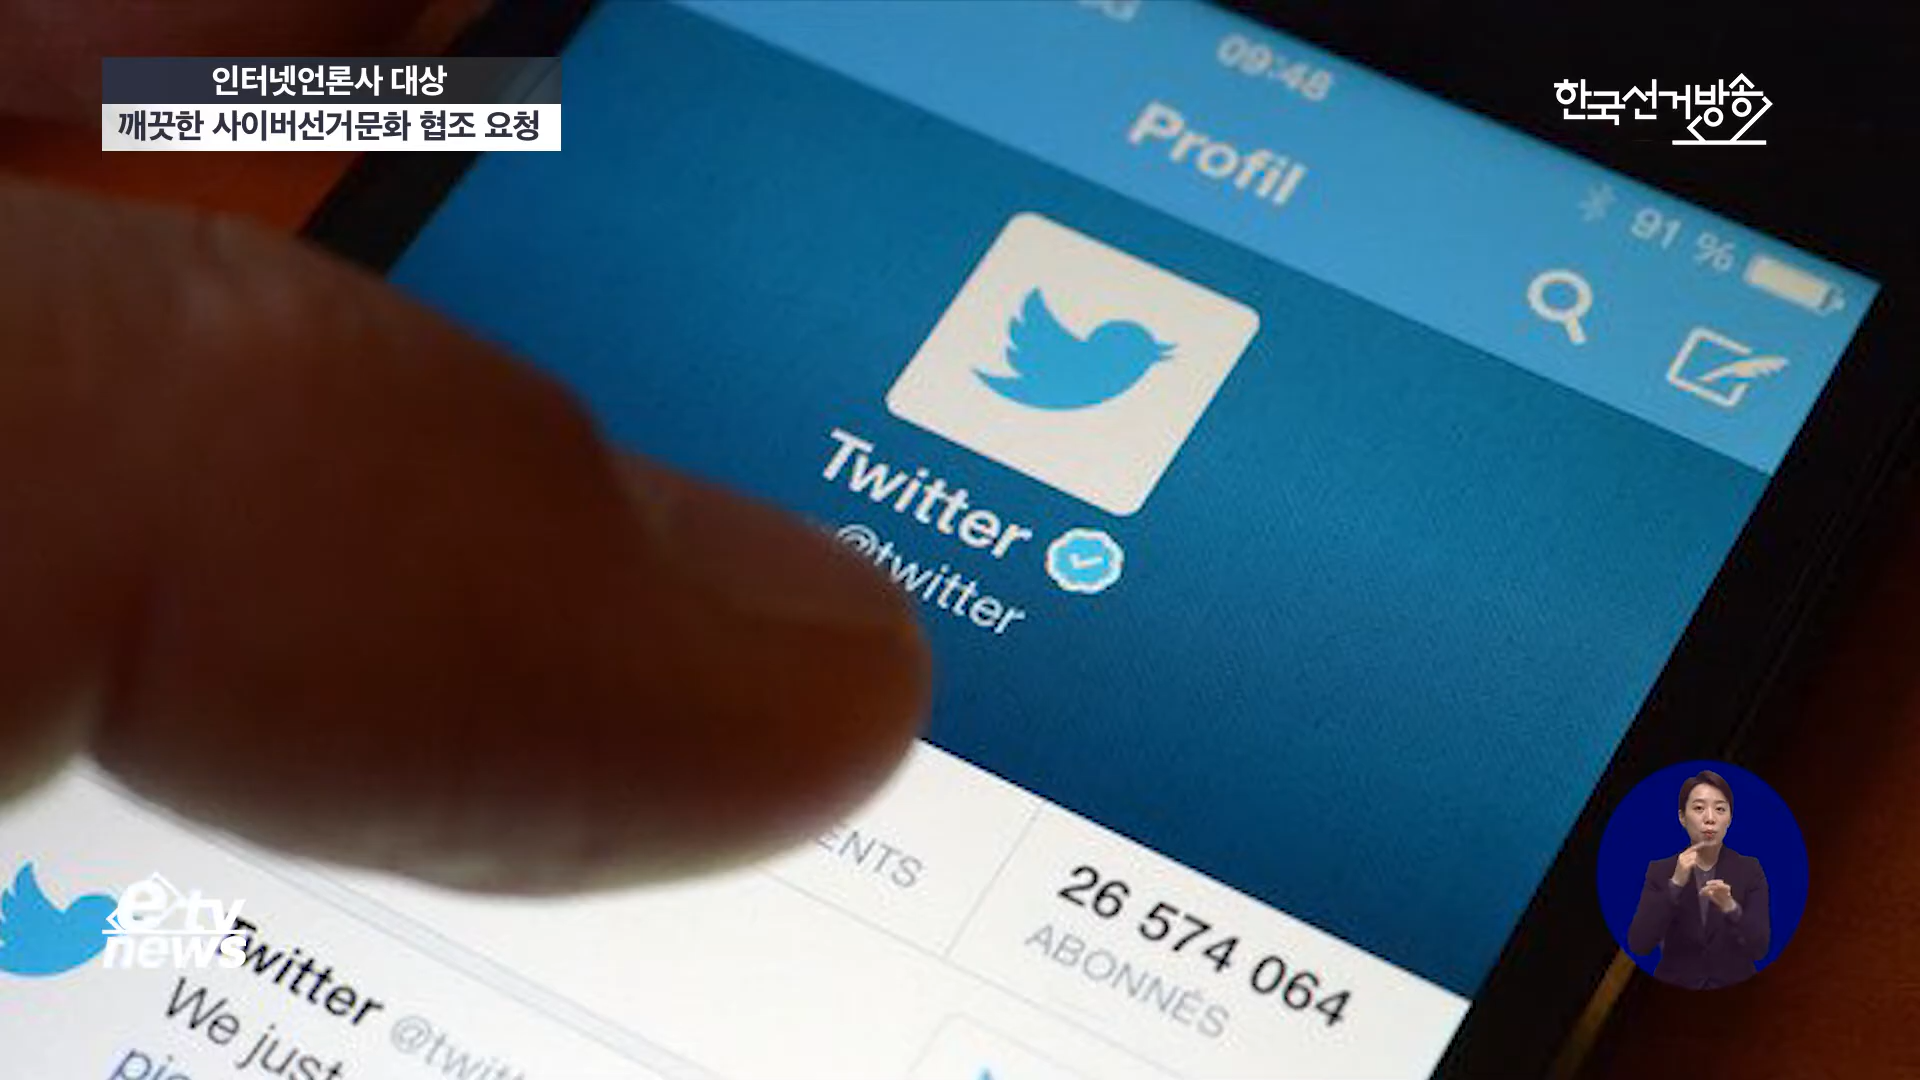 인터넷언론사 대상
깨끗한 사이버선거문화 협조 요청
한국선거방송
09:48
Profil
91 %
Twitter
@twitter
ENTS
26 574 064
ABONNÉS
e tv
news
Twitter
We just